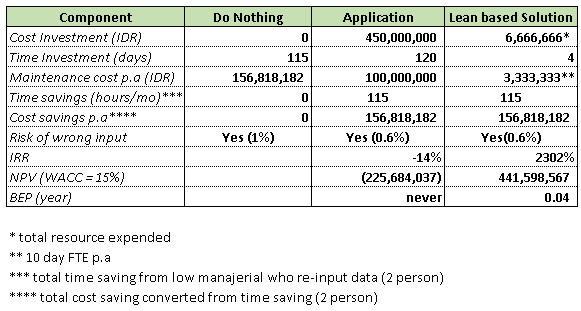 Component Do Nothing Application Lean based Solution
Cost Investment (IDR) 0 450,000,000 6,666,666*
Time Investment (days) 115 120 4
Maintenance cost p.a (IDR) 156,818,182 100,000,000 3,333,333**
Time savings (hours/mo)*** 0 115 115
Cost savings p.a**** 0 156,818,182 156,818,182
Risk of wrong input Yes (1%) Yes (0.6%) Yes(0.6%)
IRR -14% 2302%
NPV (WACC = 15%) (225,684,037) 441,598,567
BEP (year) never 0.04
* total resource expended
** 10 day FTE p.a
*** total time saving from low manajerial who re-input data (2 person)
**** total cost saving converted from time saving (2 person)